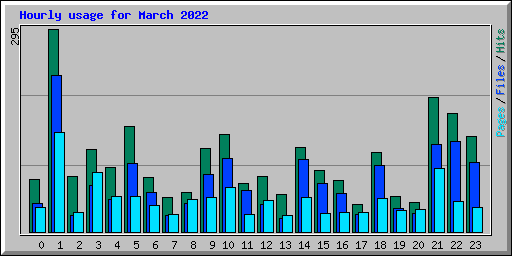 Hourly usage for March 2022
295
Pages / Files / Hits
0 1 2 3 4 5 6 7 8 9 10 11 12 13 14 15 16 17 18 19 20 21 22 23